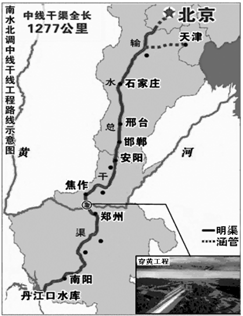 南水北调中线干线工程路线示意图
中线干渠全长
1277公里
北京
天津
输
水
总
干
渠
石家庄
邢台
邯郸
安阳
黄
河
焦作
郑州
南阳
丹江口水库
明渠
涵管
穿黄工程